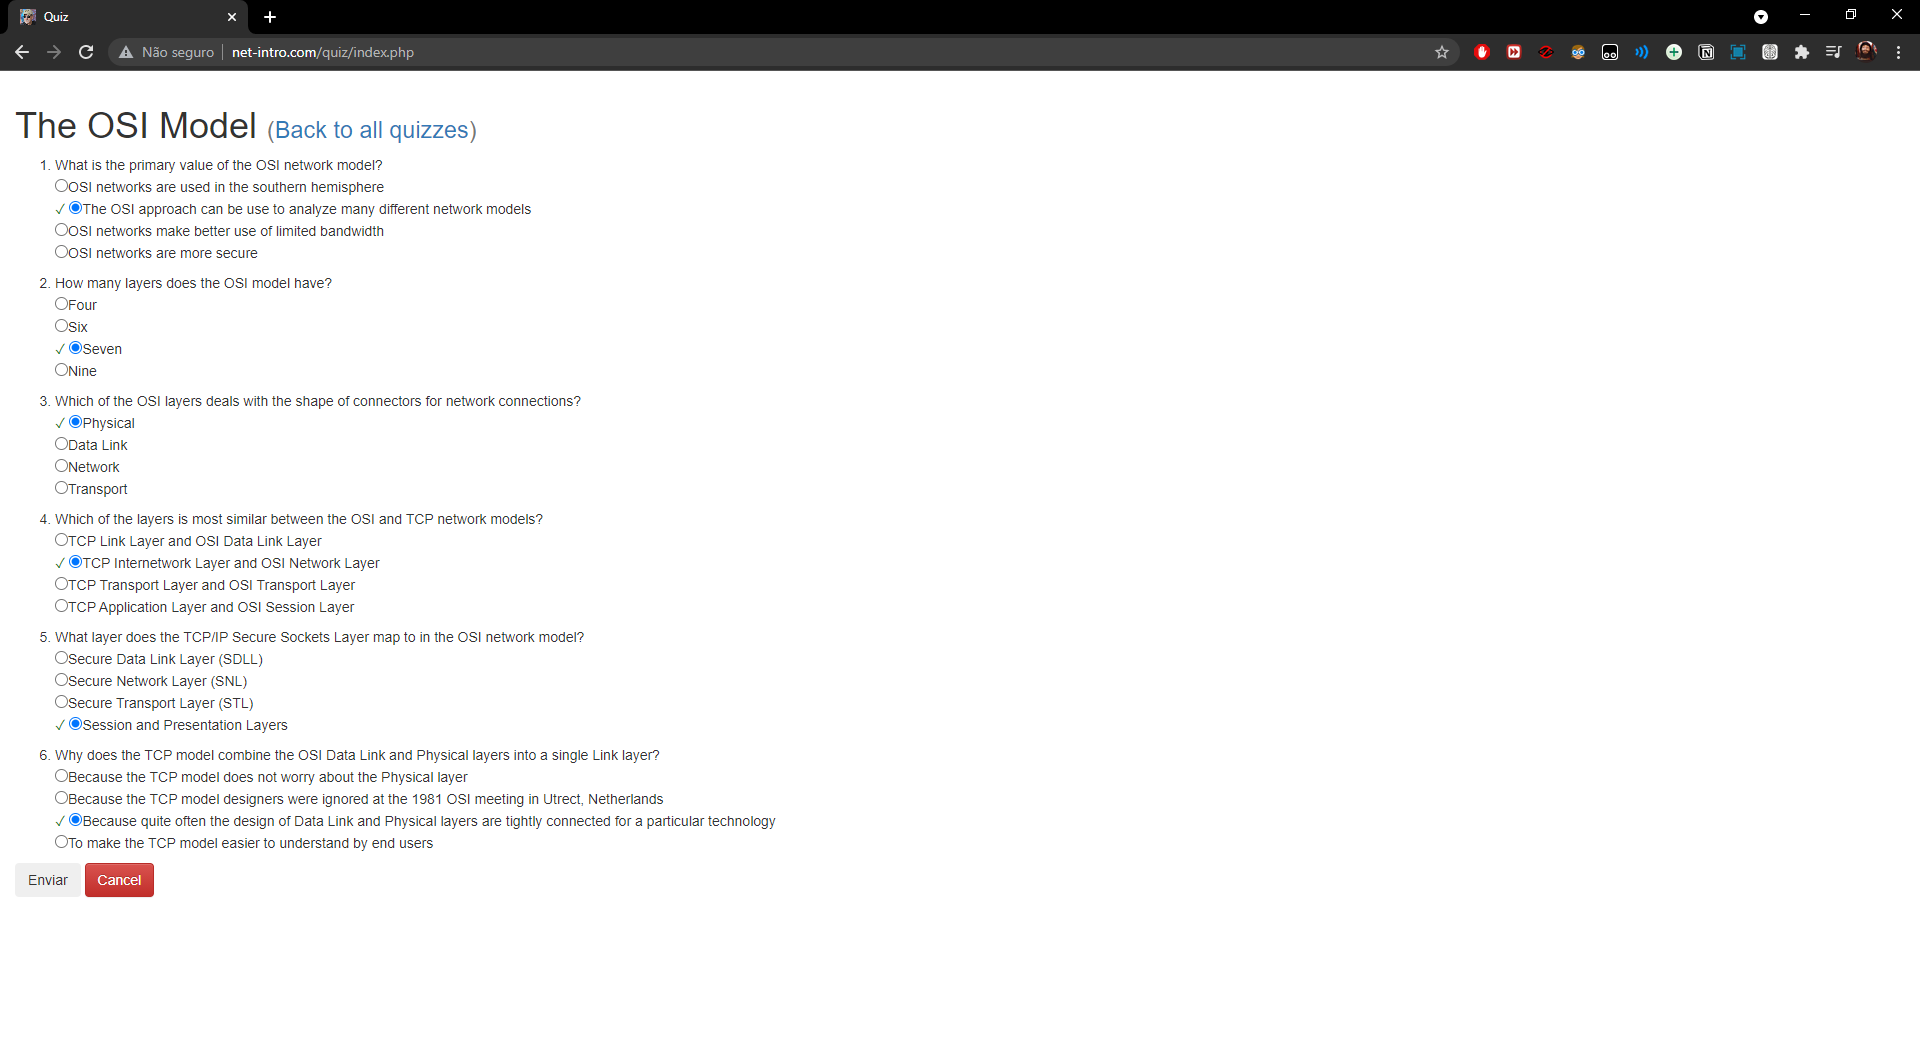 Quiz
Não seguro net-intro.com/quiz/index.php
The OSI Model (Back to all quizzes)
1. What is the primary value of the OSI network model?
OSI networks are used in the southern hemisphere
✓ The OSI approach can be use to analyze many different network models
OSI networks make better use of limited bandwidth
OSI networks are more secure
2. How many layers does the OSI model have?
Four
Six
✓ Seven
Nine
3. Which of the OSI layers deals with the shape of connectors for network connections?
✓ Physical
Data Link
Network
Transport
4. Which of the layers is most similar between the OSI and TCP network models?
TCP Link Layer and OSI Data Link Layer
✓ TCP Internetwork Layer and OSI Network Layer
TCP Transport Layer and OSI Transport Layer
TCP Application Layer and OSI Session Layer
5. What layer does the TCP/IP Secure Sockets Layer map to in the OSI network model?
Secure Data Link Layer (SDLL)
Secure Network Layer (SNL)
Secure Transport Layer (STL)
✓ Session and Presentation Layers
6. Why does the TCP model combine the OSI Data Link and Physical layers into a single Link layer?
Because the TCP model does not worry about the Physical layer
Because the TCP model designers were ignored at the 1981 OSI meeting in Utrect, Netherlands
✓ Because quite often the design of Data Link and Physical layers are tightly connected for a particular technology
To make the TCP model easier to understand by end users
Enviar Cancel